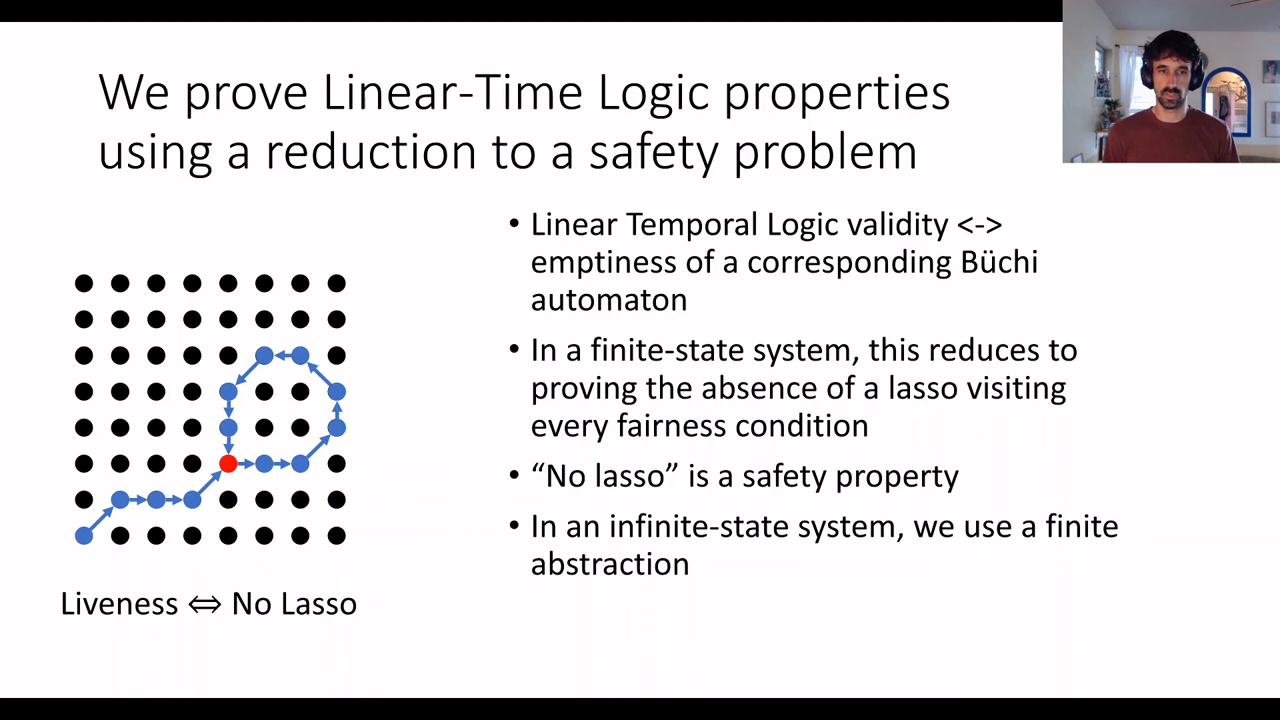 We prove Linear-Time Logic properties
using a reduction to a safety problem
• Linear Temporal Logic validity <->
emptiness of a corresponding Büchi
automaton
• In a finite-state system, this reduces to
proving the absence of a lasso visiting
every fairness condition
• “No lasso” is a safety property
• In an infinite-state system, we use a finite
abstraction
Liveness ⇔ No Lasso